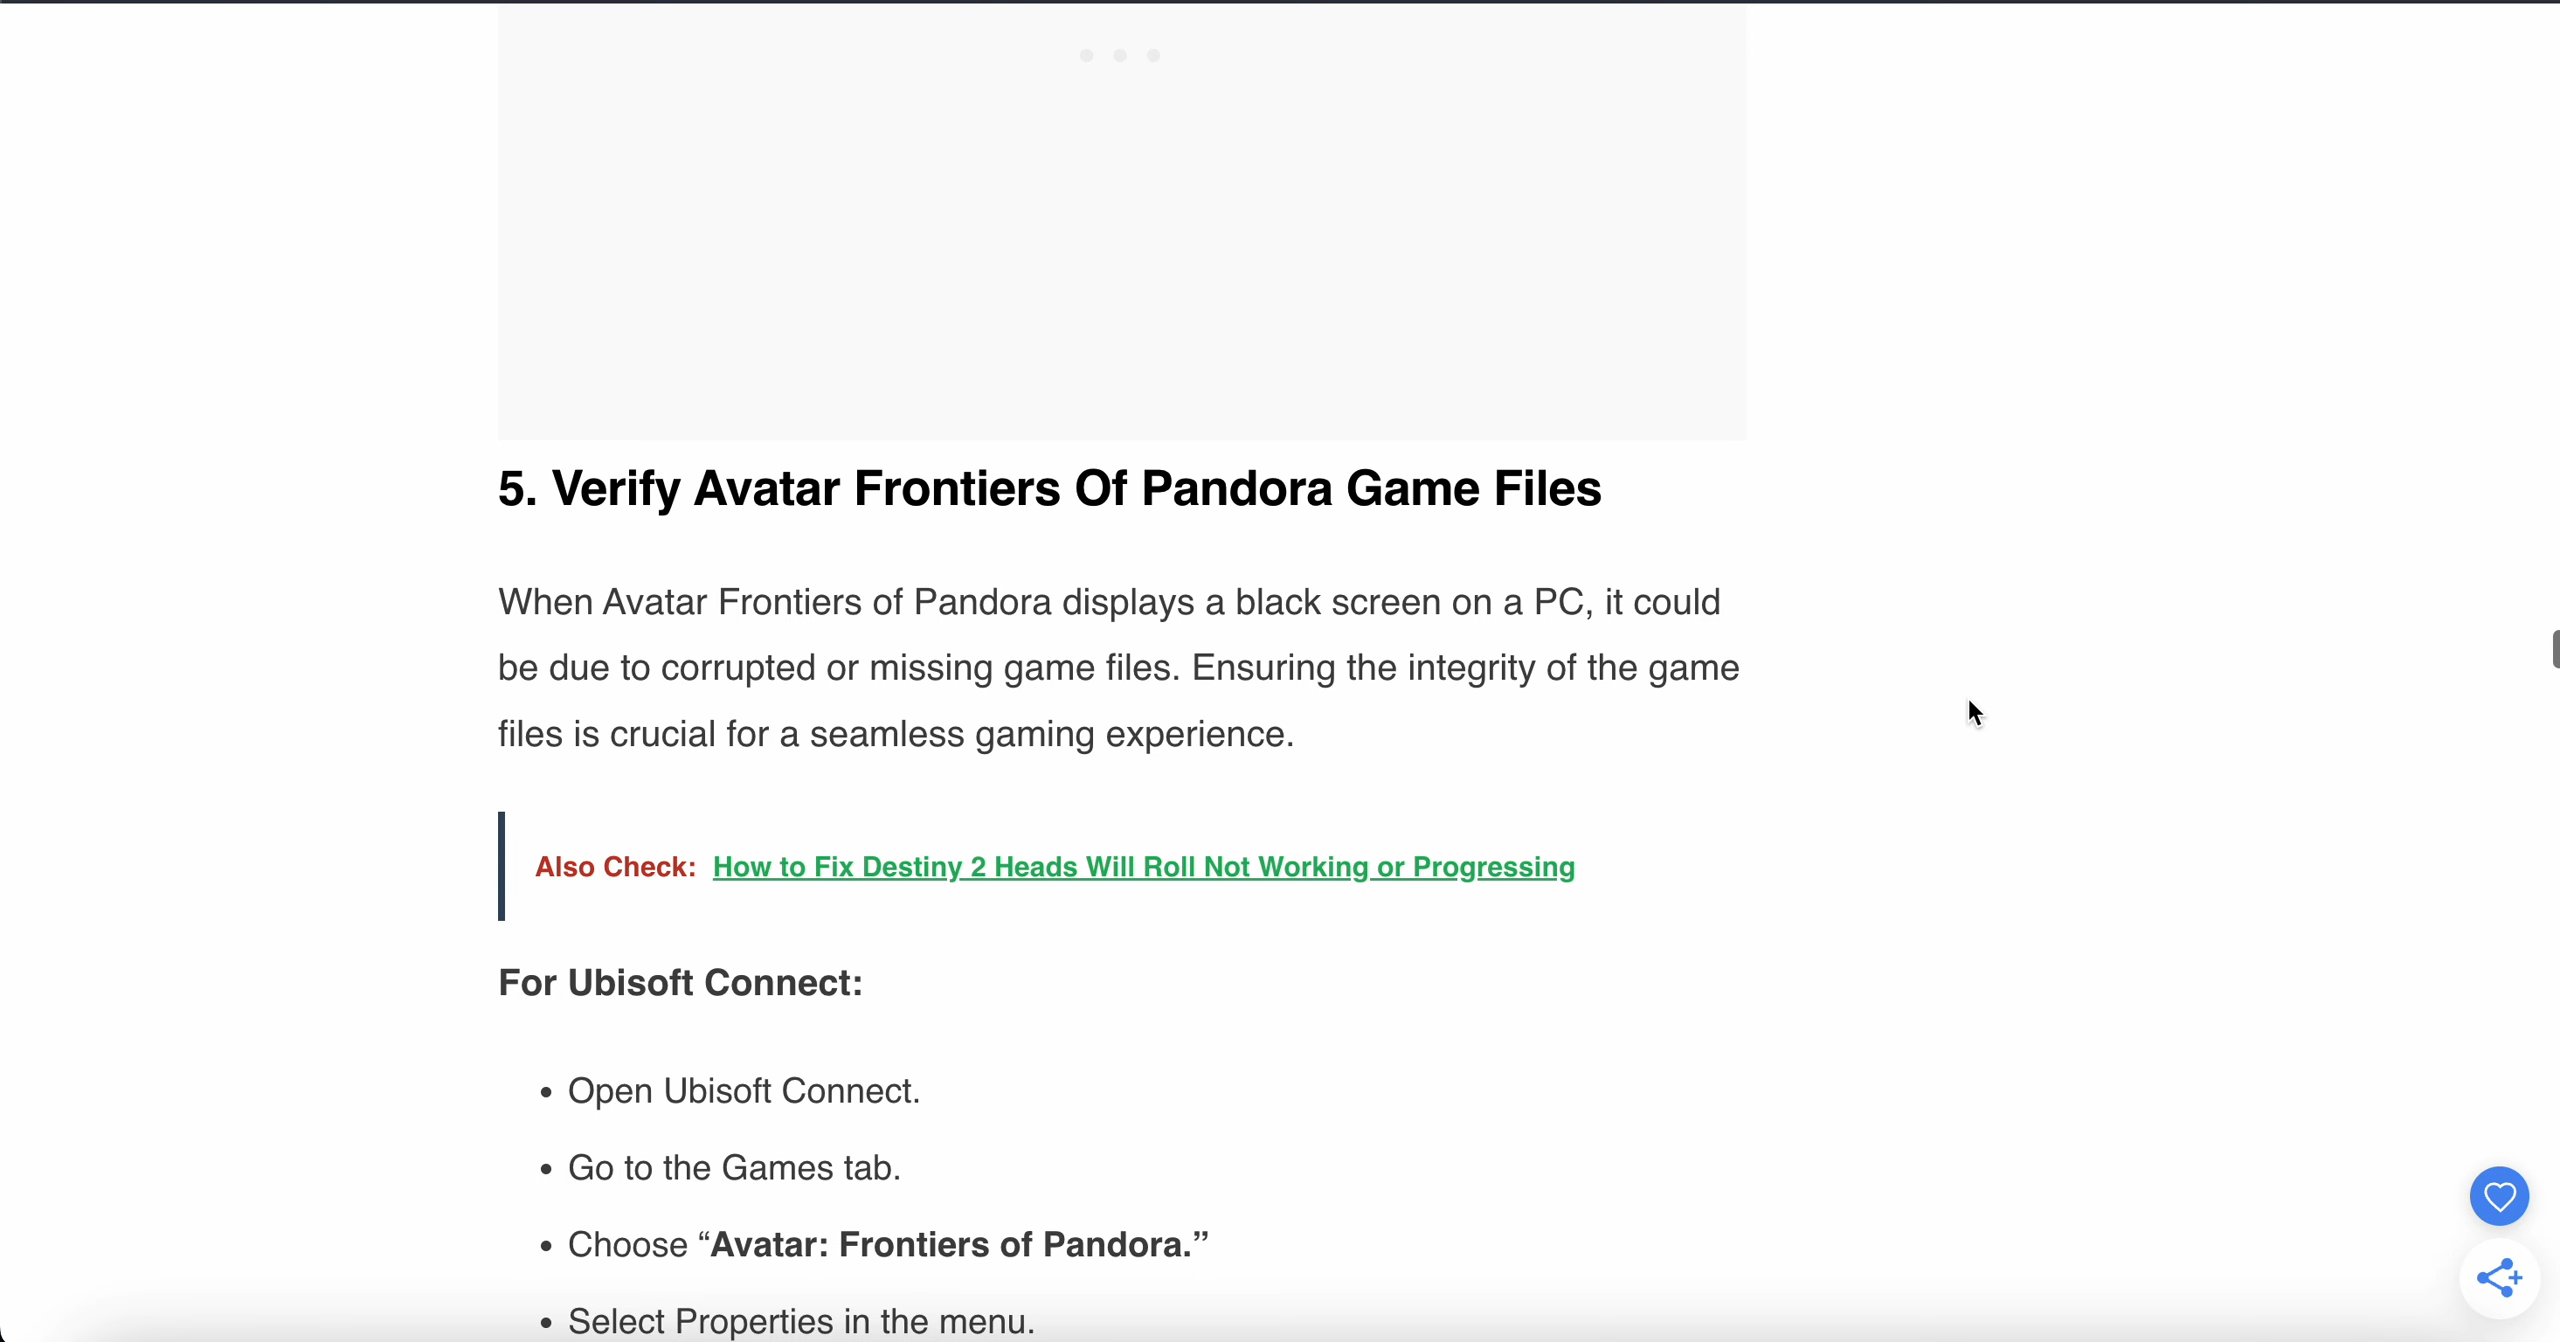 5. Verify Avatar Frontiers Of Pandora Game Files
When Avatar Frontiers of Pandora displays a black screen on a PC, it could
be due to corrupted or missing game files. Ensuring the integrity of the game
files is crucial for a seamless gaming experience.
Also Check: How to Fix Destiny 2 Heads Will Roll Not Working or Progressing
For Ubisoft Connect:
• Open Ubisoft Connect.
• Go to the Games tab.
• Choose “Avatar: Frontiers of Pandora.”
• Select Properties in the menu.